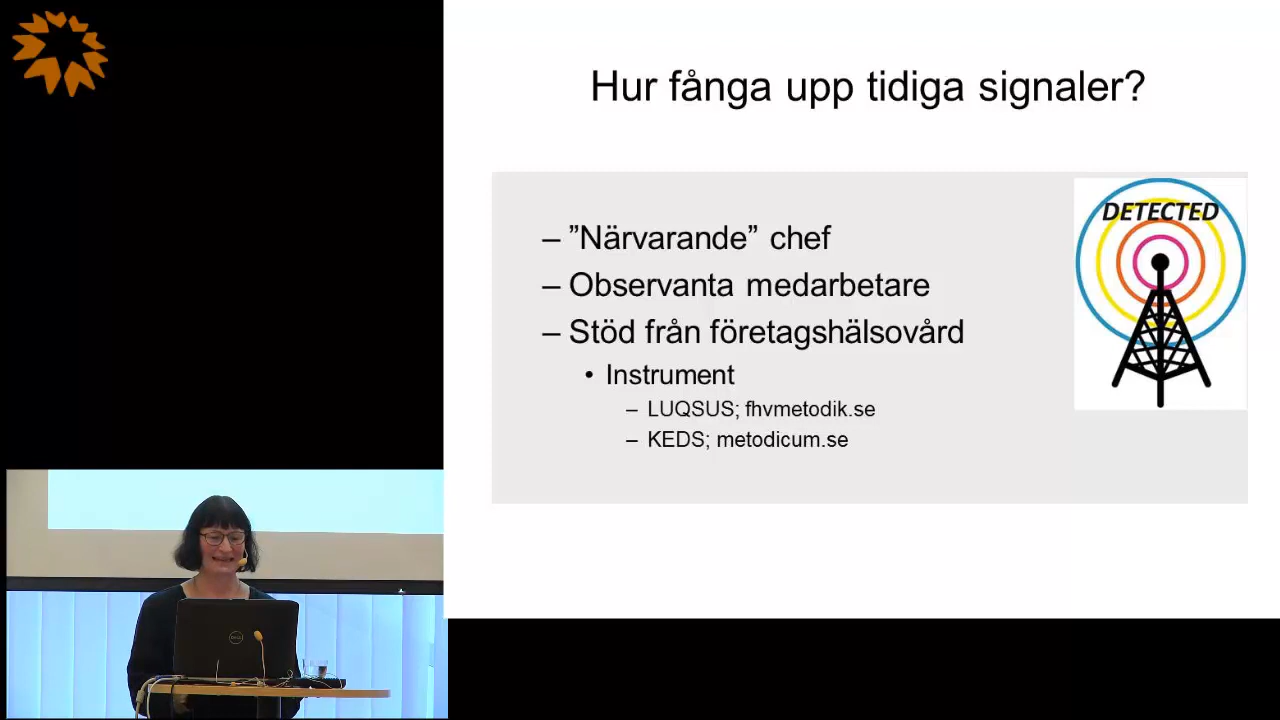 Hur fånga upp tidiga signaler?
– ”Närvarande” chef
– Observanta medarbetare
– Stöd från företagshälsovård
• Instrument
– LUQSUS; fhvmetodik.se
– KEDS; metodicum.se
DETECTED
DELL